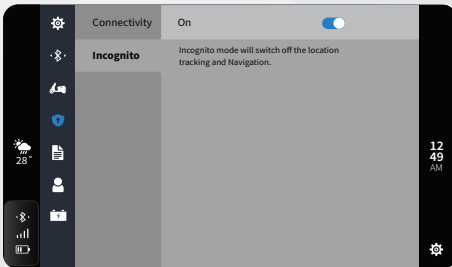 Connectivity
On
Incognito
Incognito mode will switch off the location
tracking and Navigation.
28°
12
49
AM